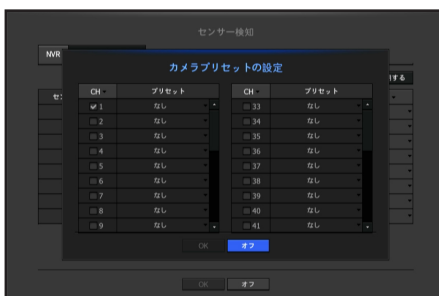 センサー検知
NVR
カメラプリセットの設定
する
CH プリセット CH プリセット
1 なし 33 なし
2 なし 34 なし
3 なし 35 なし
4 なし 36 なし
5 なし 37 なし
6 なし 38 なし
7 なし 39 なし
8 なし 40 なし
9 なし 41 なし
OK オフ
OK オフ